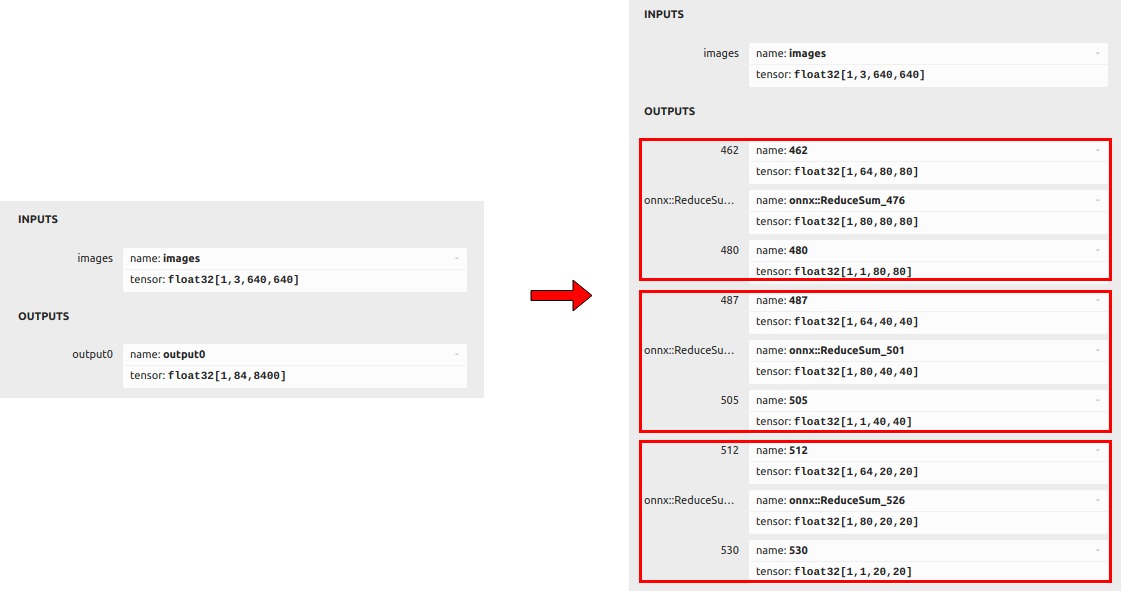 INPUTS
images name: images -
tensor: float32[1,3,640,640]
OUTPUTS
output0 name: output0 -
tensor: float32[1,84,8400]
INPUTS
images name: images -
tensor: float32[1,3,640,640]
OUTPUTS
462 name: 462 -
tensor: float32[1,64,80,80]
onnx::ReduceSu... name: onnx::ReduceSum_476 -
tensor: float32[1,80,80,80]
480 name: 480 -
tensor: float32[1,1,80,80]
487 name: 487 -
tensor: float32[1,64,40,40]
onnx::ReduceSu... name: onnx::ReduceSum_501 -
tensor: float32[1,80,40,40]
505 name: 505 -
tensor: float32[1,1,40,40]
512 name: 512 -
tensor: float32[1,64,20,20]
onnx::ReduceSu... name: onnx::ReduceSum_526 -
tensor: float32[1,80,20,20]
530 name: 530 -
tensor: float32[1,1,20,20]